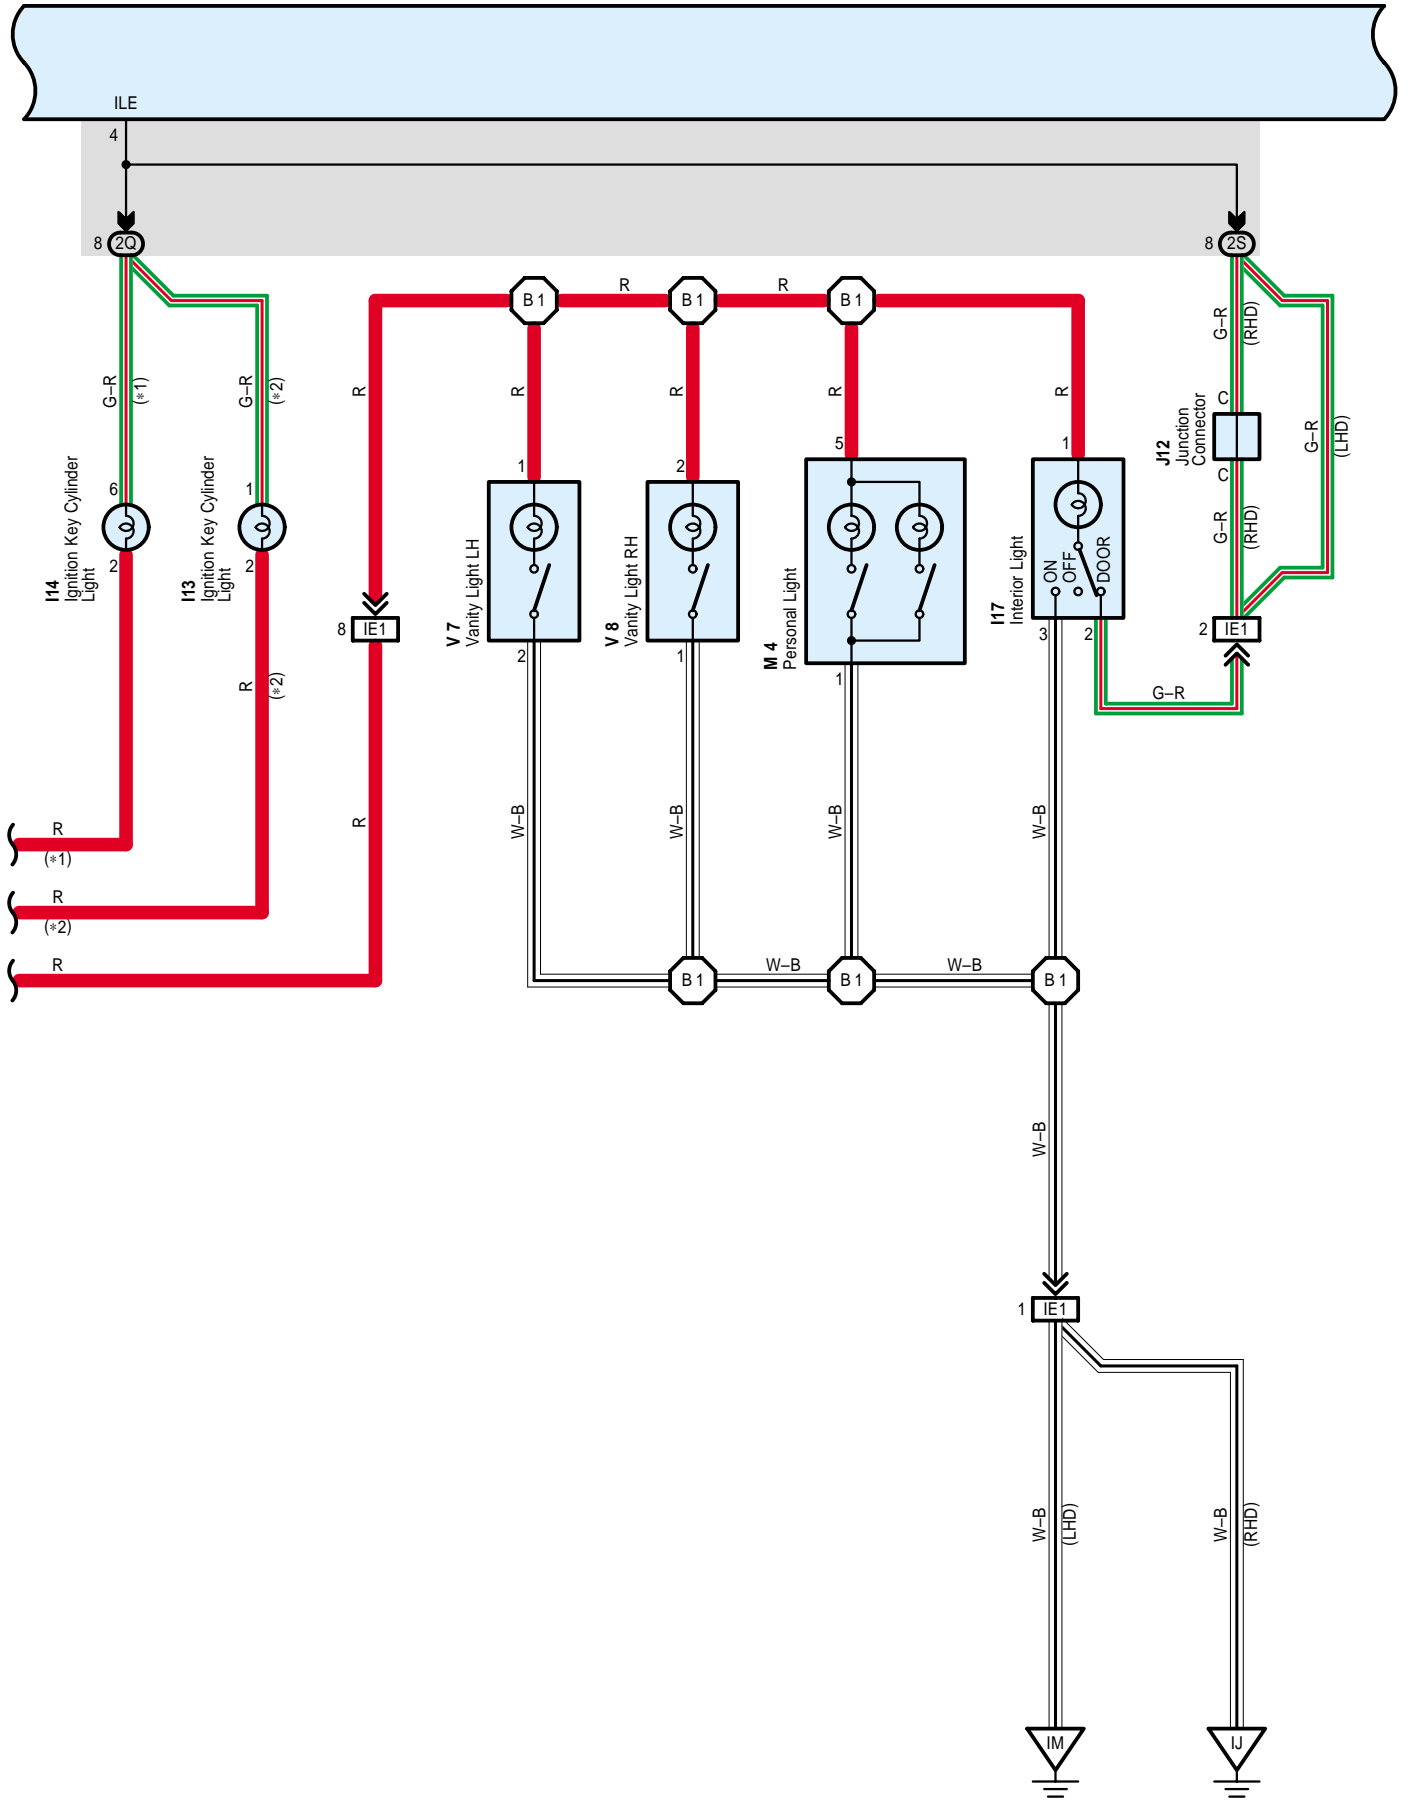 ILE
4
8 2Q
8 2S
B 1
R
B 1
R
B 1
G–R
(RHD)
G–R
(∗1)
G–R
(∗2)
R
R
R
R
R
C
J12
Junction
Connector
G–R
(LHD)
5
1
1
2
C
6
1
I14
Ignition Key Cylinder
Light
I13
Ignition Key Cylinder
Light
2
2
V 7
Vanity Light LH
V 8
Vanity Light RH
M 4
Personal Light
I17
Interior Light
ON
OFF
DOOR
G–R
(RHD)
8 IE1
2
1
1
3
2
2 IE1
R
(∗2)
G–R
R
(∗1)
R
W–B
W–B
W–B
W–B
R
(∗2)
R
B 1
W–B
B 1
W–B
B 1
W–B
1 IE1
W–B
(LHD)
W–B
(RHD)
IM
IJ